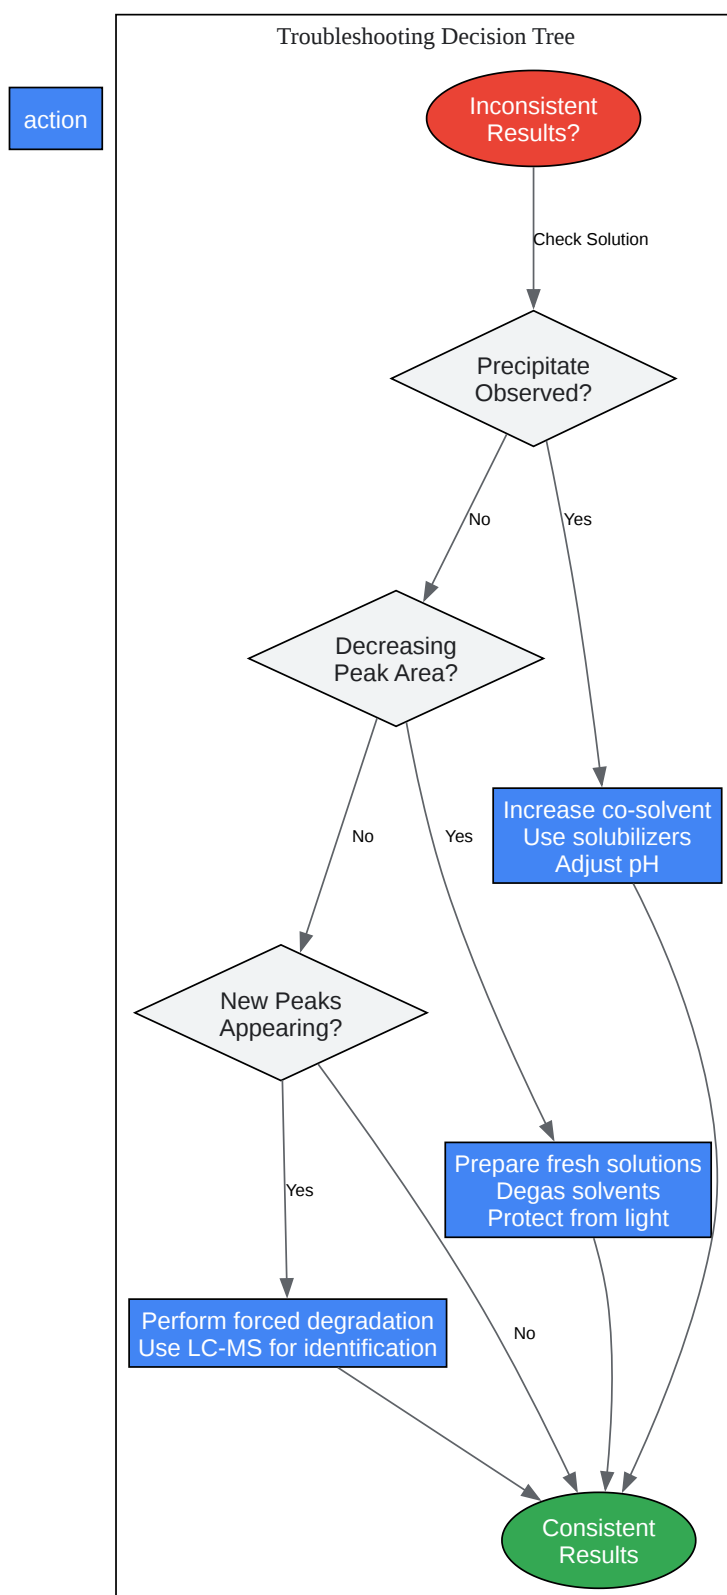 Troubleshooting Decision Tree
action
Inconsistent
Results?
Check Solution
Precipitate
Observed?
No
Yes
Decreasing
Peak Area?
No
Yes
Increase co-solvent
Use solubilizers
Adjust pH
New Peaks
Appearing?
Yes
No
Prepare fresh solutions
Degas solvents
Protect from light
Perform forced degradation
Use LC-MS for identification
Consistent
Results